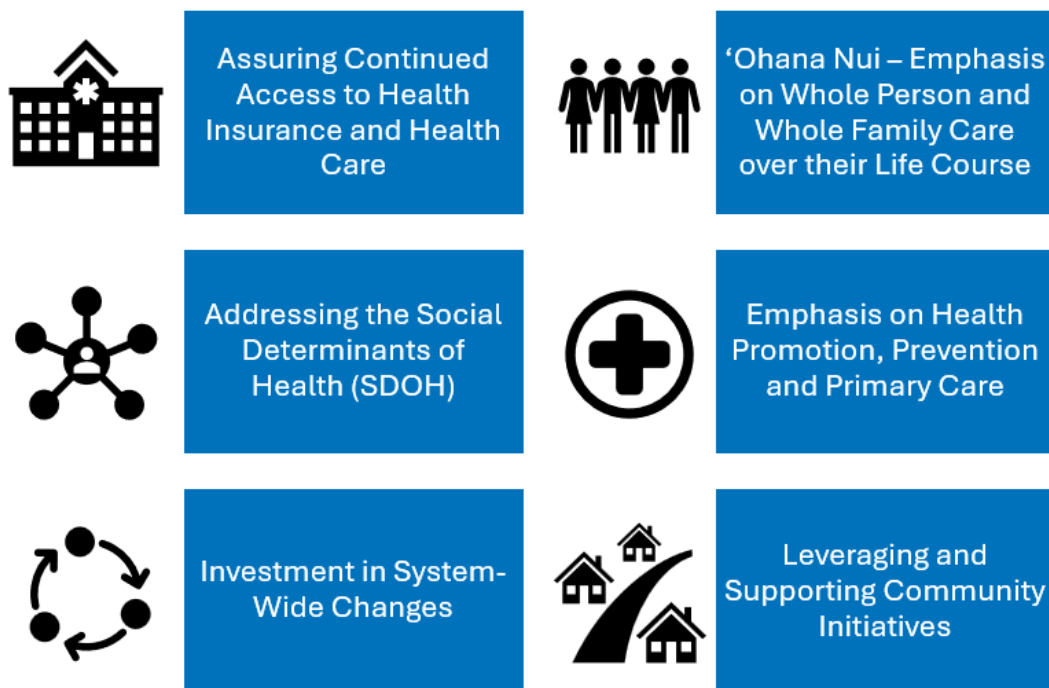 Assuring Continued
Access to Health
Insurance and Health
Care
‘Ohana Nui – Emphasis
on Whole Person and
Whole Family Care
over their Life Course
Addressing the Social
Determinants of
Health (SDOH)
Emphasis on Health
Promotion, Prevention
and Primary Care
Investment in System-
Wide Changes
Leveraging and
Supporting Community
Initiatives